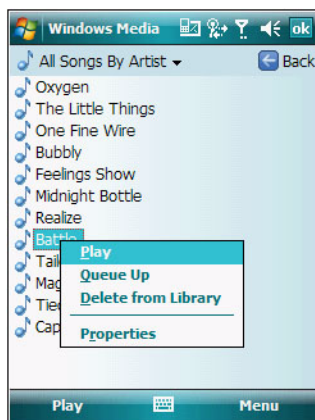 Windows Media ok
All Songs By Artist Back
Oxygen
The Little Things
One Fine Wire
Bubbly
Feelings Show
Midnight Bottle
Realize
Battle
Play
Queue Up
Delete from Library
Properties
Play Menu